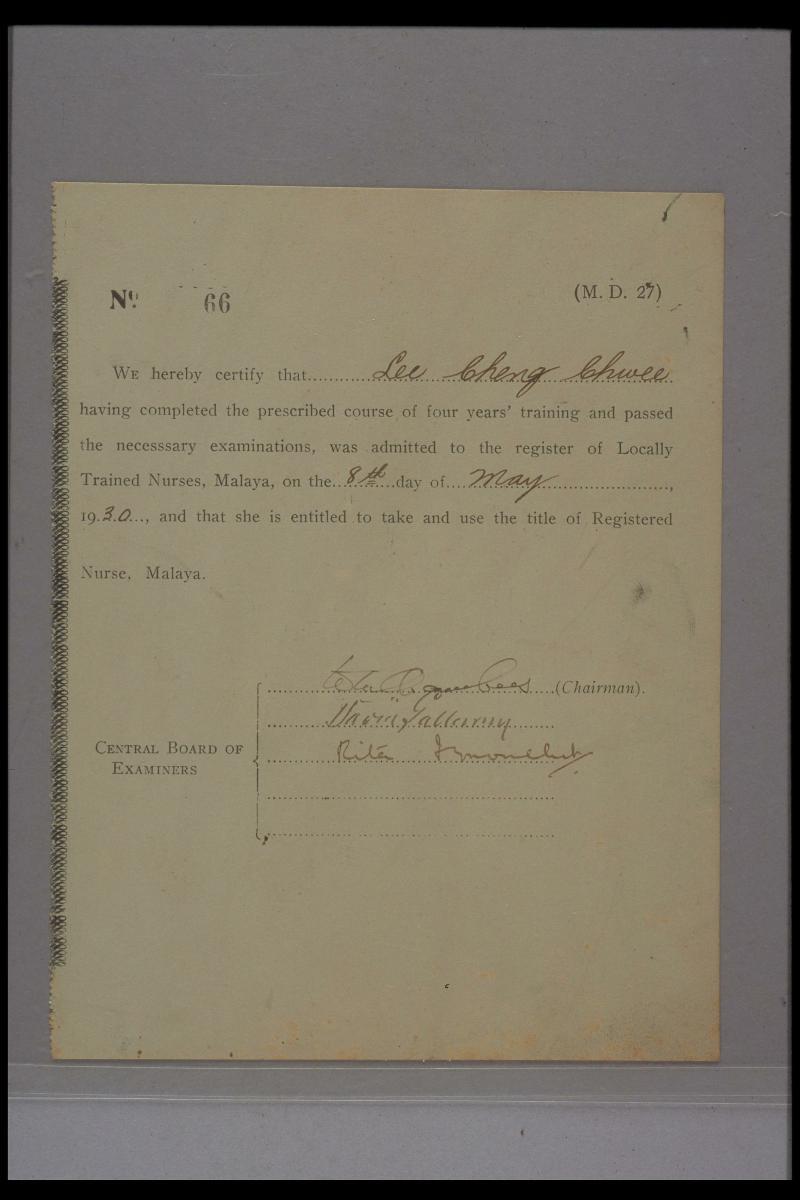 Nº 66
(M. D. 27)
WE hereby certify that............Lee Cheng Chwee
having completed the prescribed course of four years' training and passed
the necesssary examinations, was admitted to the register of Locally
Trained Nurses, Malaya, on the..8th...day of....May......................,
19.30..., and that she is entitled to take and use the title of Registered
Nurse, Malaya.
(Chairman).
CENTRAL BOARD OF
EXAMINERS
Rita